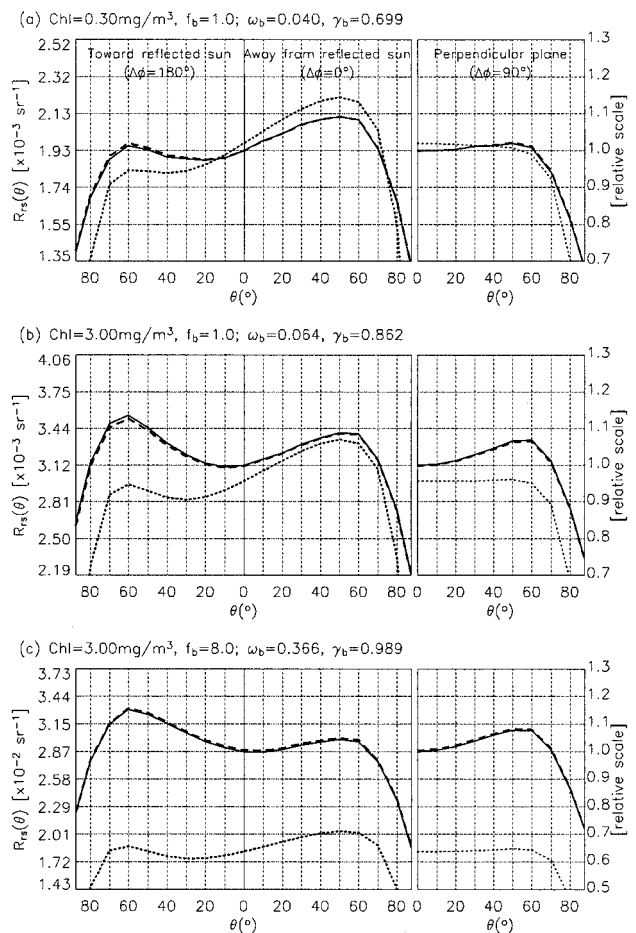 (a) Chl=0.30mg/m³, f_b=1.0; ω_b=0.040, γ_b=0.699
Toward reflected sun
(Δϕ=180°)
Away from reflected sun
(Δϕ=0°)
Perpendicular plane
(Δϕ=90°)
R_rs(θ) [x10⁻³ sr⁻¹]
2.52
2.32
2.13
1.93
1.74
1.55
1.35
1.3
1.2
1.1
1.0
0.9
0.8
0.7
[relative scale]
80 60 40 20 0 20 40 60 80
0 20 40 60 80
θ(°)
θ(°)
(b) Chl=3.00mg/m³, f_b=1.0; ω_b=0.064, γ_b=0.862
R_rs(θ) [x10⁻³ sr⁻¹]
4.06
3.75
3.44
3.12
2.81
2.50
2.19
1.3
1.2
1.1
1.0
0.9
0.8
0.7
[relative scale]
80 60 40 20 0 20 40 60 80
0 20 40 60 80
θ(°)
θ(°)
(c) Chl=3.00mg/m³, f_b=8.0; ω_b=0.366, γ_b=0.989
R_rs(θ) [x10⁻² sr⁻¹]
3.73
3.44
3.15
2.87
2.58
2.29
2.01
1.72
1.43
1.3
1.2
1.1
1.0
0.9
0.8
0.7
0.6
0.5
[relative scale]
80 60 40 20 0 20 40 60 80
0 20 40 60 80
θ(°)
θ(°)